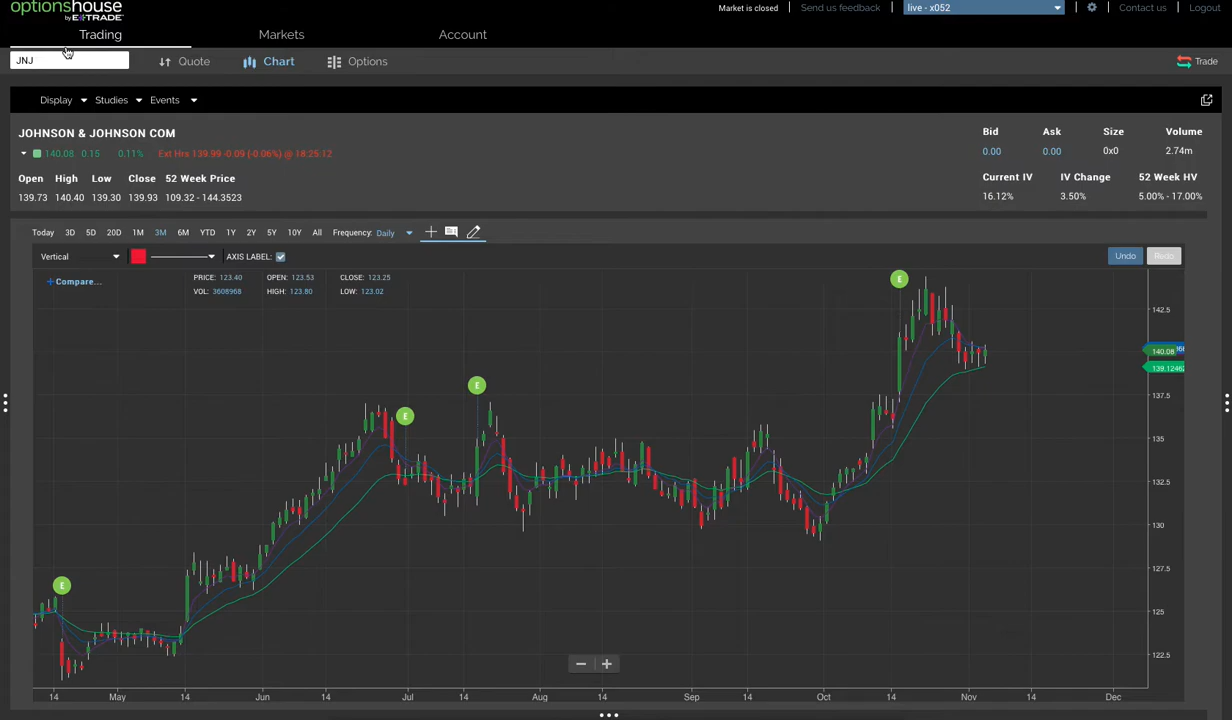 optionshouse
by E*TRADE
Market is closed
Send us feedback
live - x052
Contact us
Logout
Trading
Markets
Account
JNJ
Quote
Chart
Options
Trade
Display
Studies
Events
JOHNSON & JOHNSON COM
140.08 0.15 0.11% Ext Hrs 139.99 -0.09 (-0.06%) @ 18:25:12
Bid Ask Size Volume
0.00 0.00 0x0 2.74m
Open High Low Close 52 Week Price
139.73 140.40 139.30 139.93 109.32 - 144.3523
Current IV IV Change 52 Week HV
16.12% 3.50% 5.00% - 17.00%
Today 3D 5D 20D 1M 3M 6M YTD 1Y 2Y 5Y 10Y All Frequency: Daily
Vertical
AXIS LABEL:
Undo
Redo
+Compare...
PRICE: 123.40 OPEN: 123.53 CLOSE: 123.25
VOL: 3608968 HIGH: 123.80 LOW: 123.02
E
E
E
E
142.5
140.08
139.12462
137.5
135
132.5
130
127.5
125
122.5
14 May 14 Jun 14 Jul 14 Aug 14 Sep 14 Oct 14 Nov 14 Dec